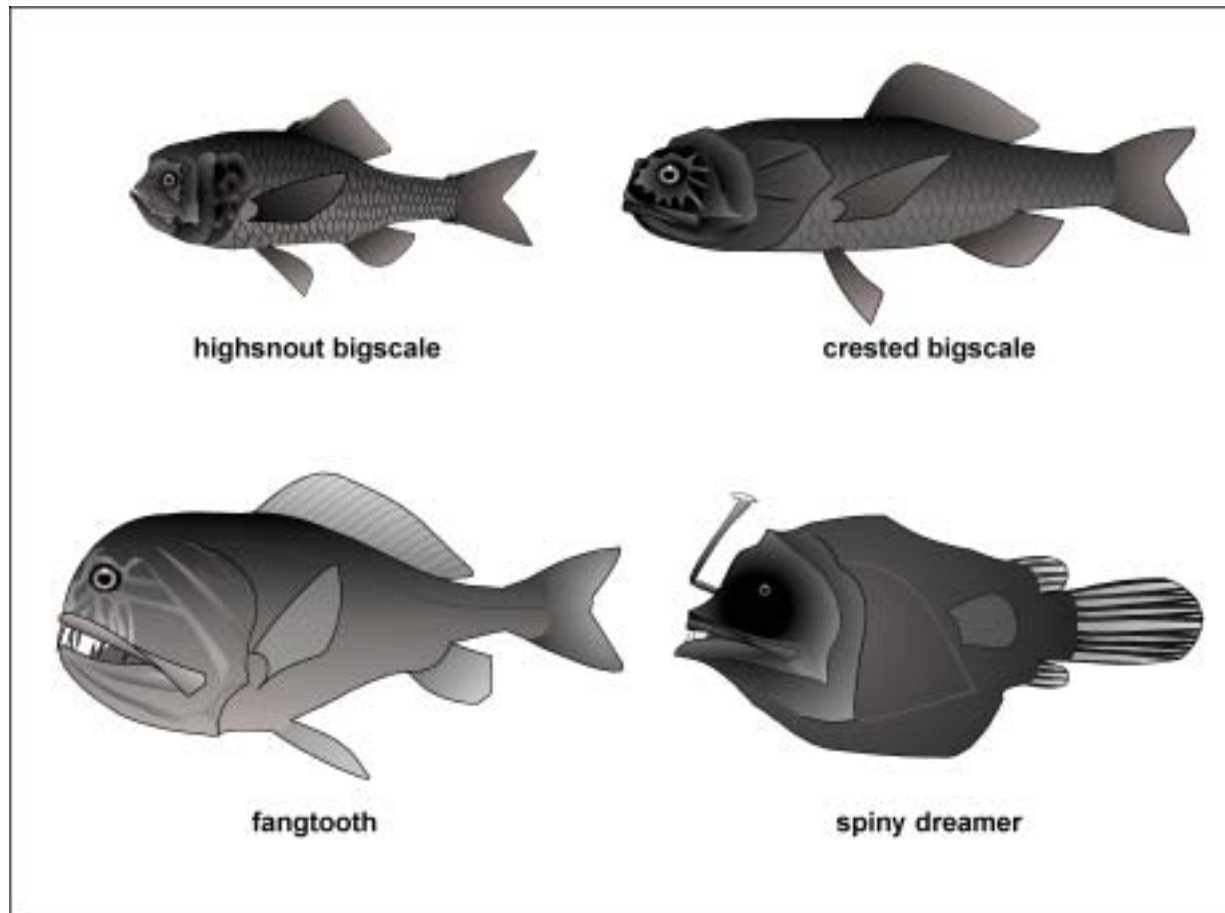 highsnout bigscale
crested bigscale
fangtooth
spiny dreamer